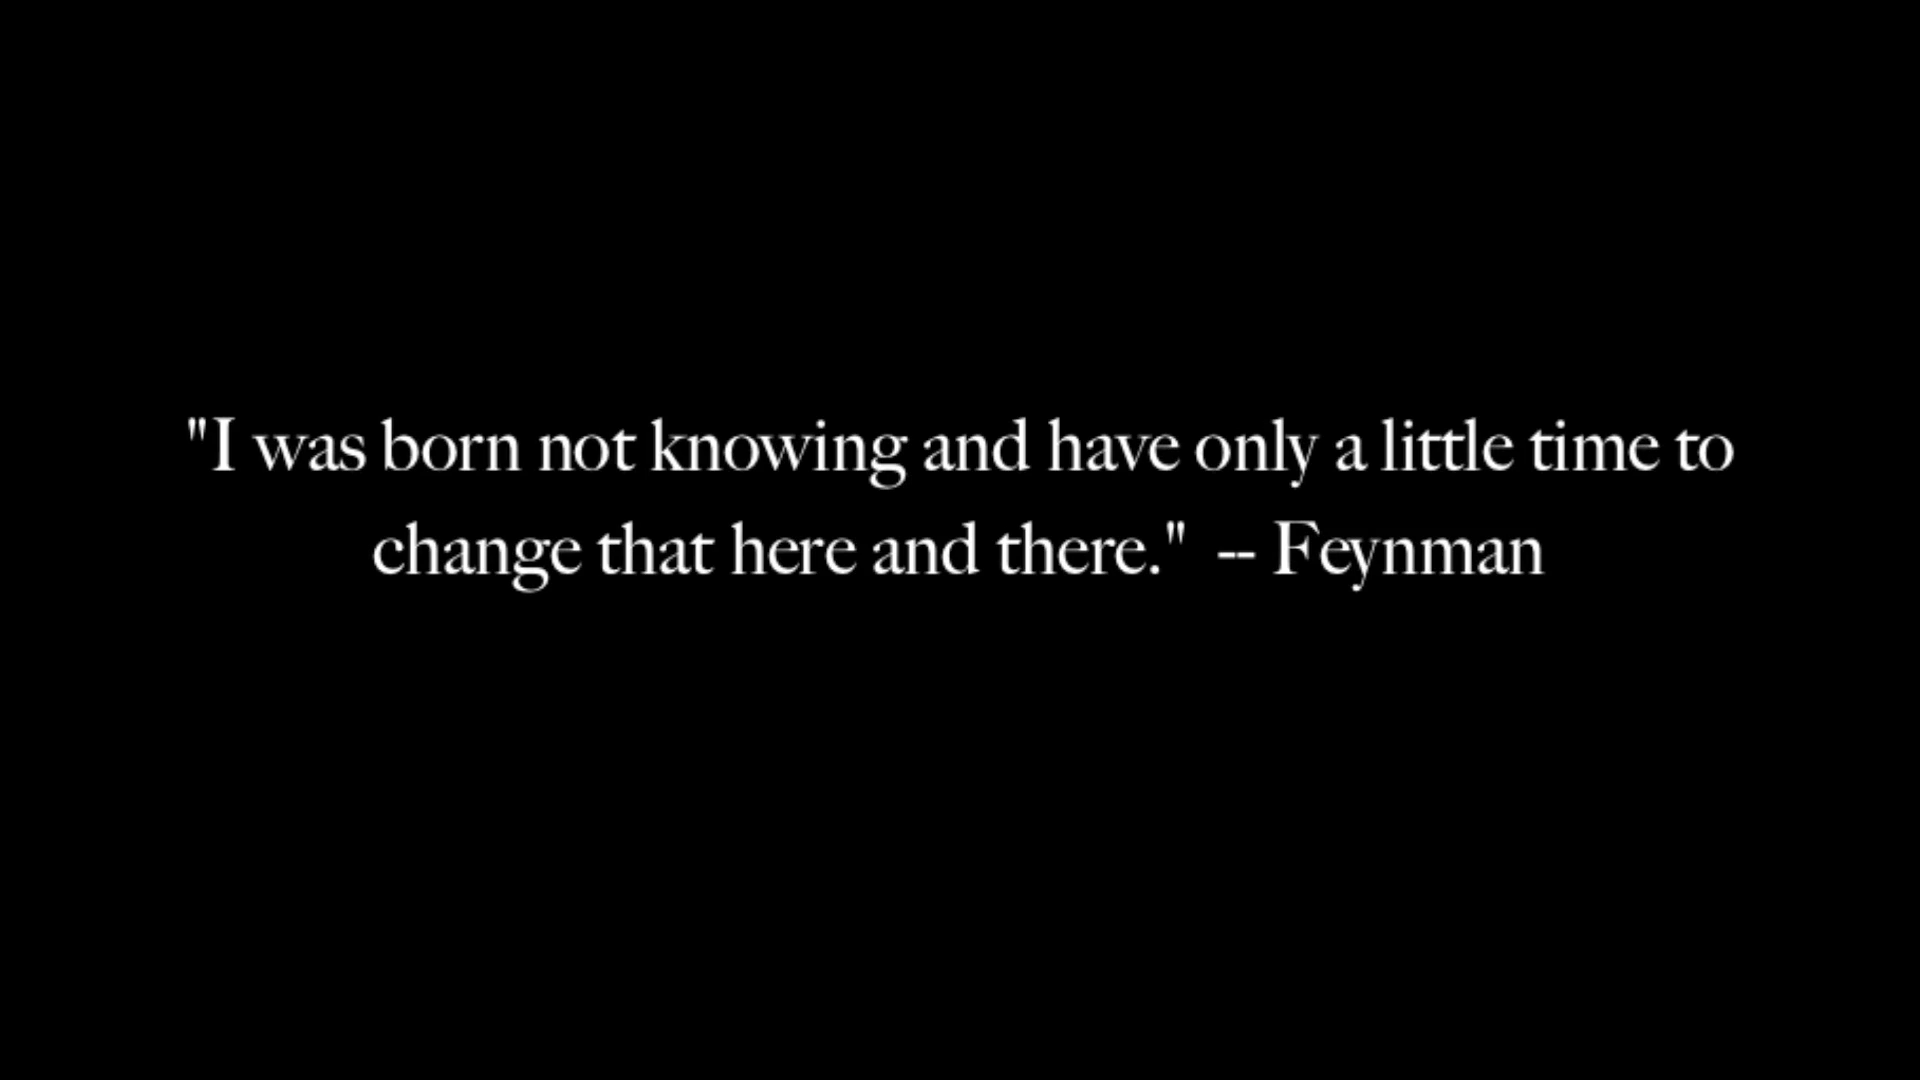 "I was born not knowing and have only a little time to
change that here and there."  -- Feynman